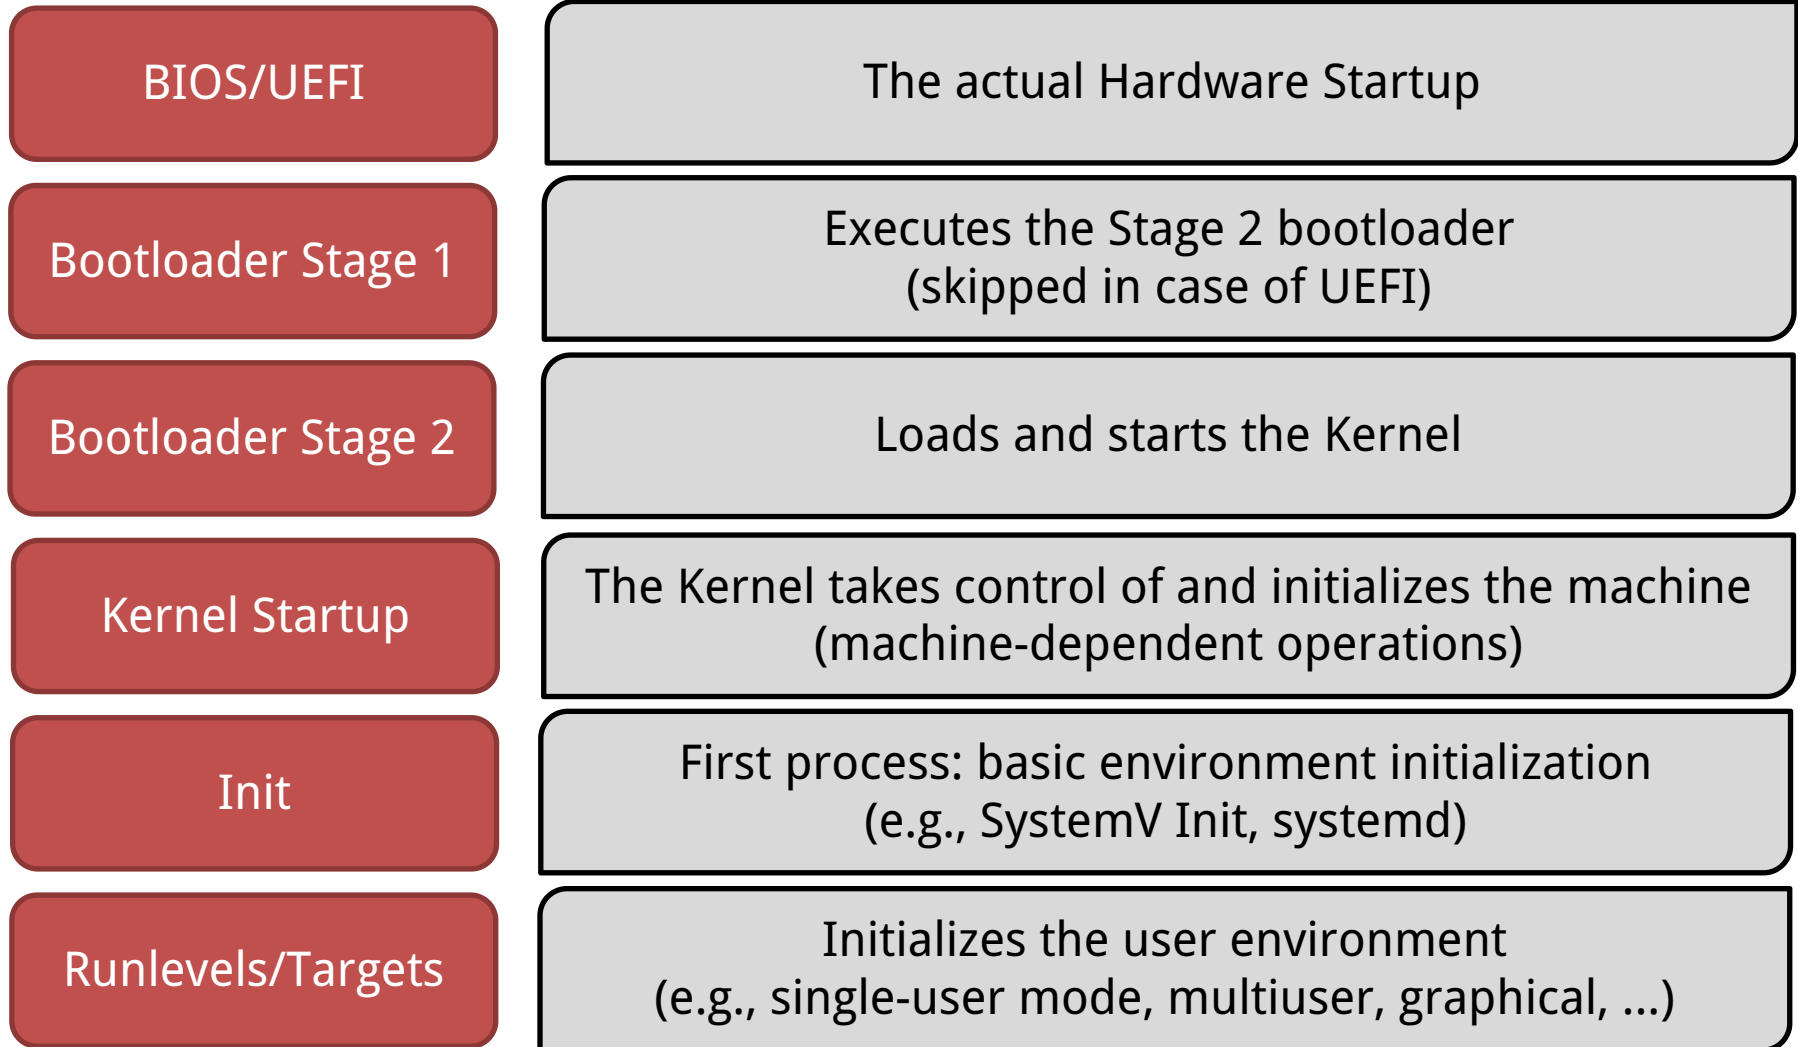 BIOS/UEFI
The actual Hardware Startup
Bootloader Stage 1
Executes the Stage 2 bootloader
(skipped in case of UEFI)
Bootloader Stage 2
Loads and starts the Kernel
Kernel Startup
The Kernel takes control of and initializes the machine
(machine-dependent operations)
Init
First process: basic environment initialization
(e.g., SystemV Init, systemd)
Runlevels/Targets
Initializes the user environment
(e.g., single-user mode, multiuser, graphical, ...)